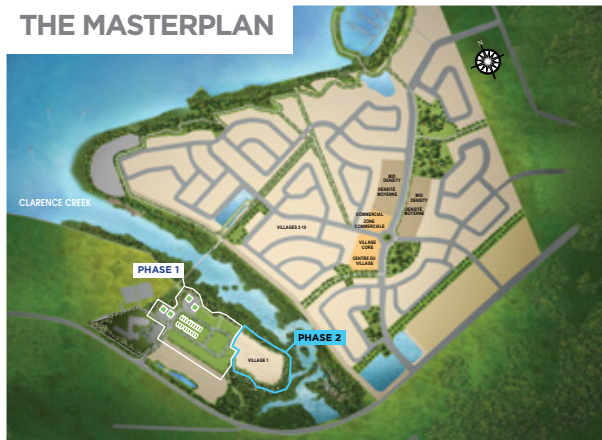 THE MASTERPLAN
N
CLARENCE CREEK
MID
DENSITY
DENSITÉ
MOYENNE
MID
DENSITY
DENSITÉ
MOYENNE
COMMERCIAL
ZONE
COMMERCIALE
VILLAGES 2-10
VILLAGE
CORE
CENTRE DU
VILLAGE
PHASE 1
PHASE 2
VILLAGE 1